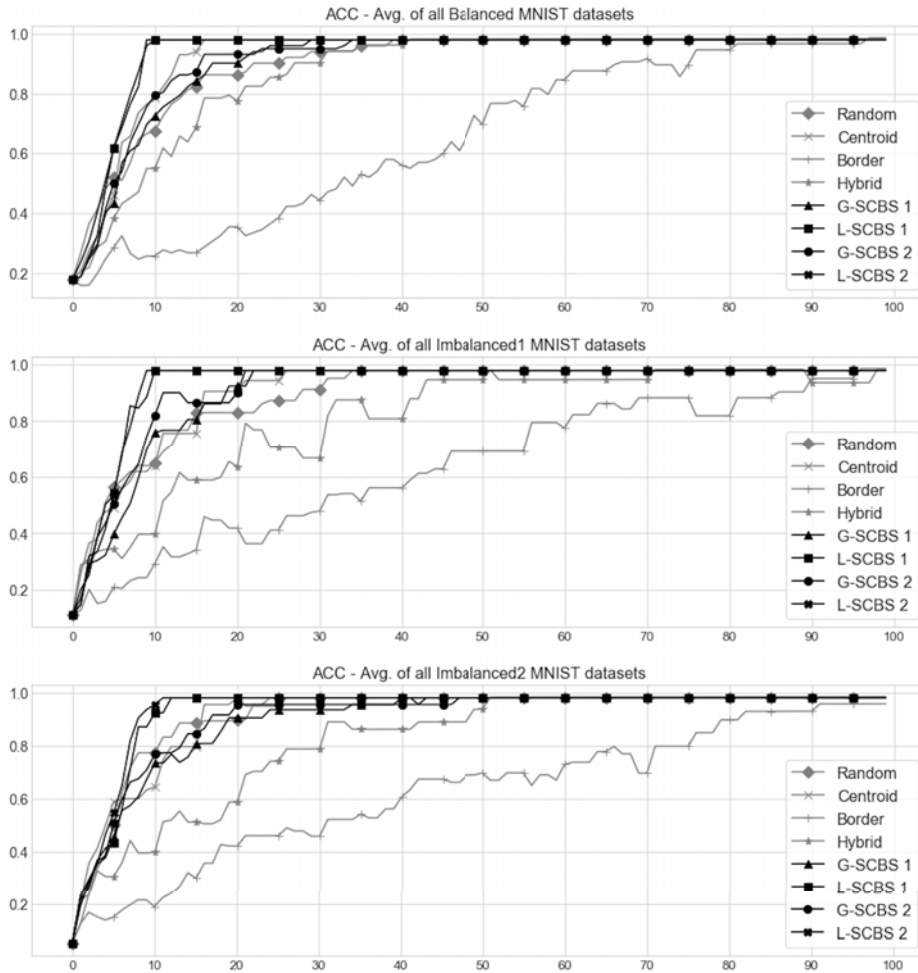 ACC - Avg. of all Balanced MNIST datasets
1.0
0.8
0.6
0.4
0.2
Random
Centroid
Border
Hybrid
G-SCBS 1
L-SCBS 1
G-SCBS 2
L-SCBS 2
0 10 20 30 40 50 60 70 80 90 100
ACC - Avg. of all Imbalanced1 MNIST datasets
1.0
0.8
0.6
0.4
0.2
Random
Centroid
Border
Hybrid
G-SCBS 1
L-SCBS 1
G-SCBS 2
L-SCBS 2
0 10 20 30 40 50 60 70 80 90 100
ACC - Avg. of all Imbalanced2 MNIST datasets
1.0
0.8
0.6
0.4
0.2
Random
Centroid
Border
Hybrid
G-SCBS 1
L-SCBS 1
G-SCBS 2
L-SCBS 2
0 10 20 30 40 50 60 70 80 90 100